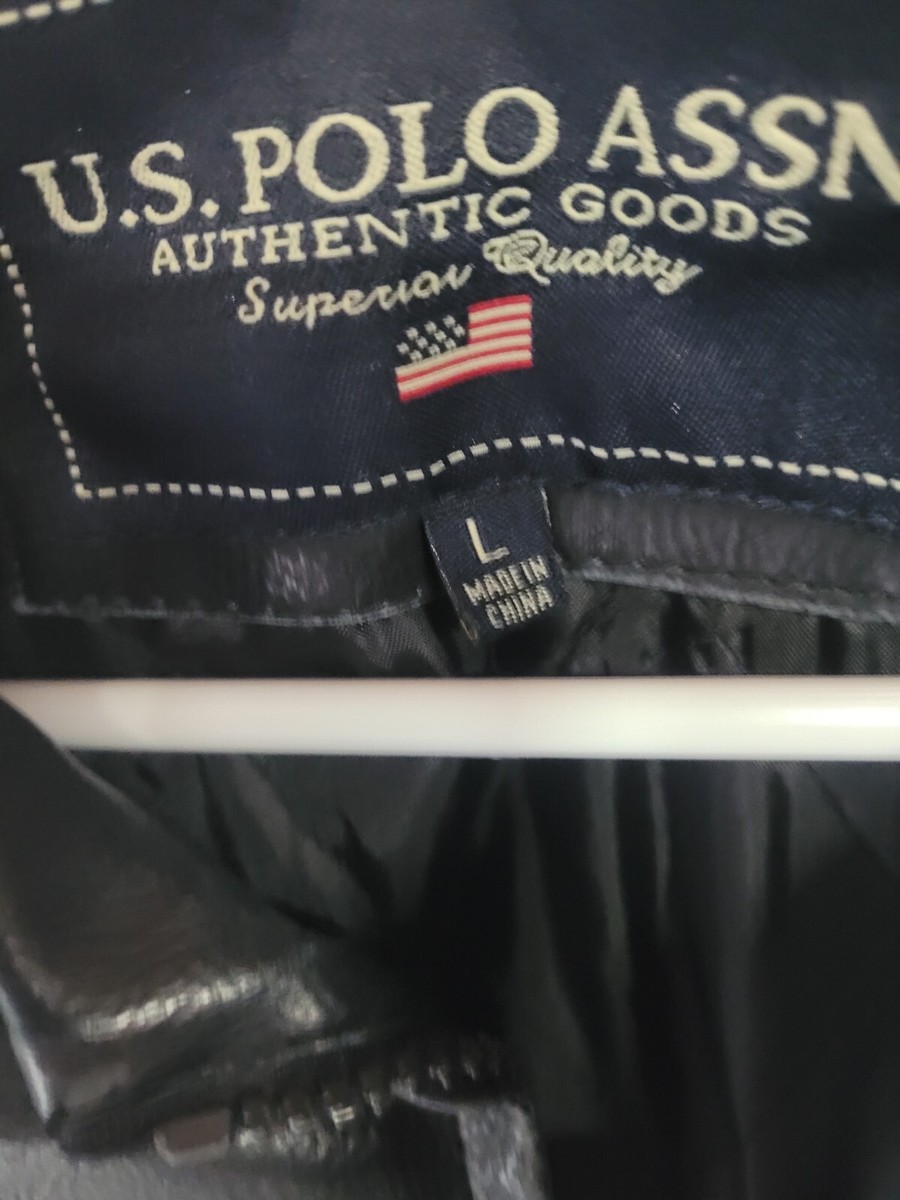 U.S. POLO ASSN
AUTHENTIC GOODS
Superior Quality
L
MADE IN
CHINA